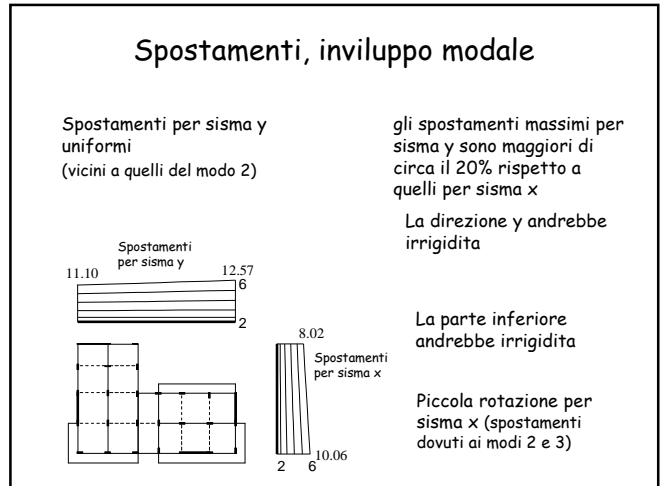 Spostamenti, inviluppo modale
Spostamenti per sisma y
uniformi
(vicini a quelli del modo 2)
gli spostamenti massimi per
sisma y sono maggiori di
circa il 20% rispetto a
quelli per sisma x
La direzione y andrebbe
irrigidita
Spostamenti
per sisma y
11.10
12.57
6
2
La parte inferiore
andrebbe irrigidita
8.02
Spostamenti
per sisma x
10.06
2
6
Piccola rotazione per
sisma x (spostamenti
dovuti ai modi 2 e 3)